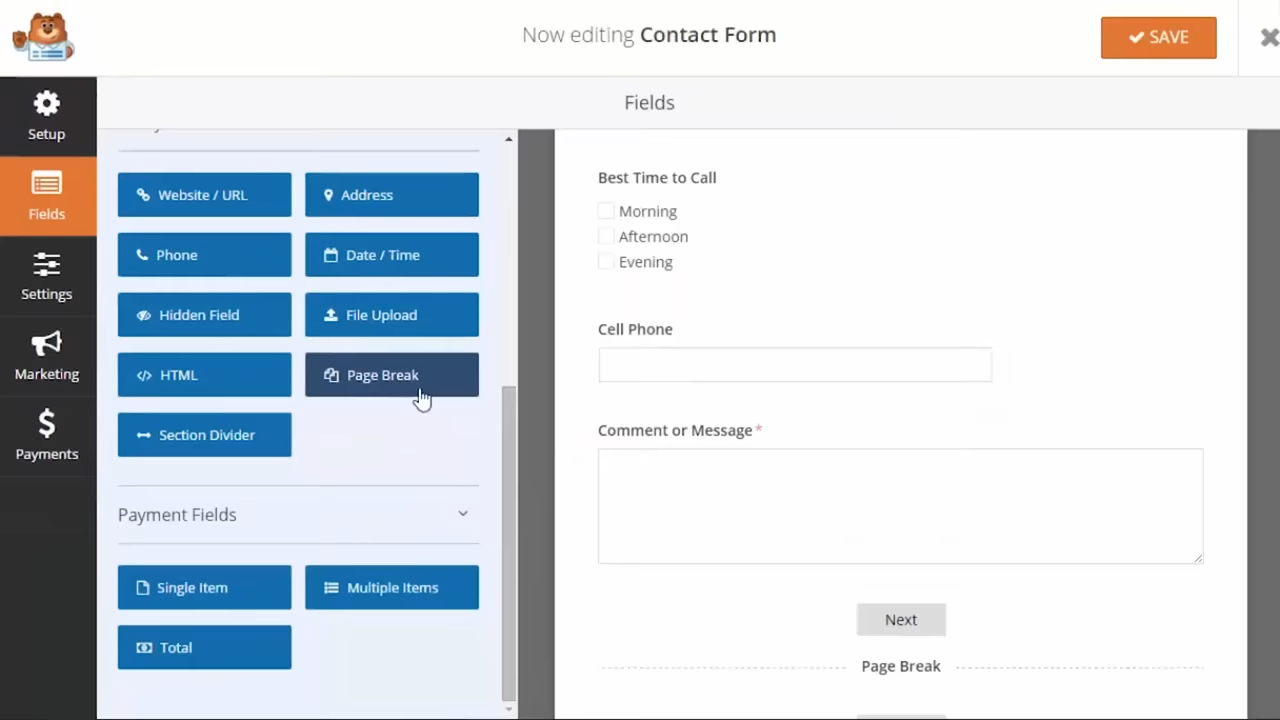 Now editing Contact Form
SAVE
Fields
Setup
Fields
Settings
Marketing
Payments
Website / URL
Address
Phone
Date / Time
Hidden Field
File Upload
HTML
Page Break
Section Divider
Payment Fields
Single Item
Multiple Items
Total
Best Time to Call
Morning
Afternoon
Evening
Cell Phone
Comment or Message *
Next
Page Break